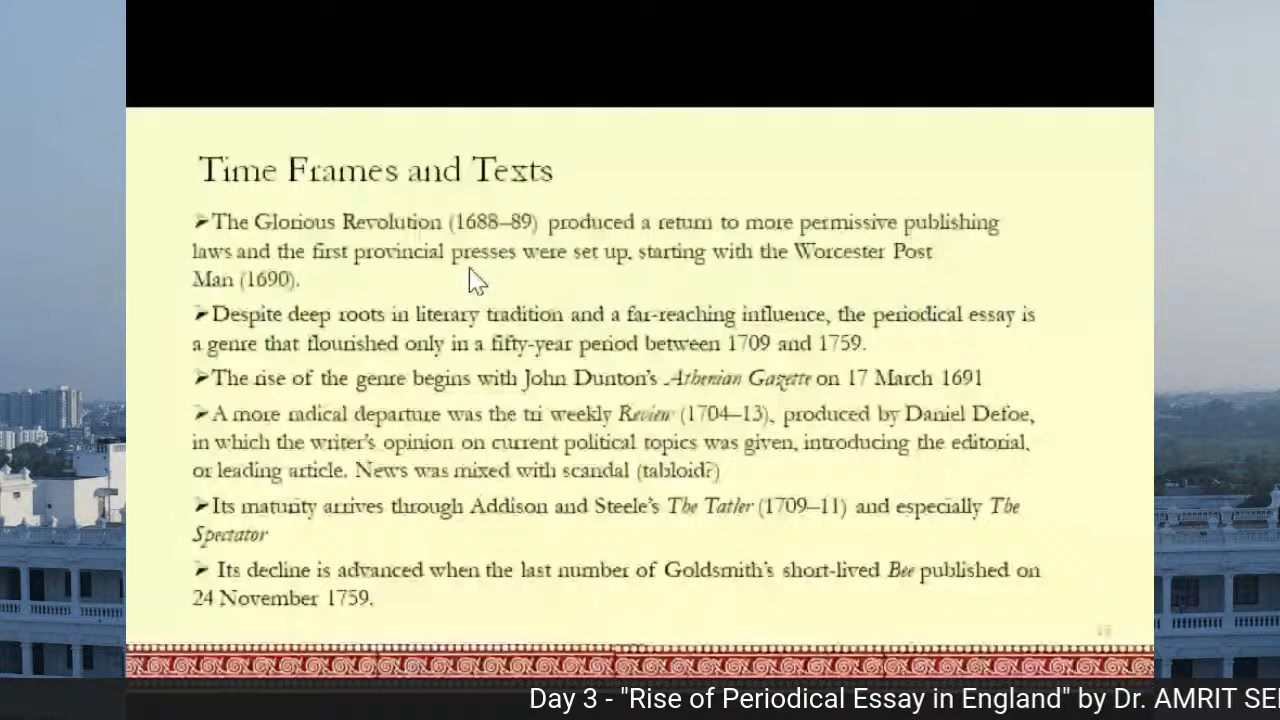 Time Frames and Texts
➤The Glorious Revolution (1688–89) produced a return to more permissive publishing
laws and the first provincial presses were set up, starting with the Worcester Post
Man (1690).
➤Despite deep roots in literary tradition and a far-reaching influence, the periodical essay is
a genre that flourished only in a fifty-year period between 1709 and 1759.
➤The rise of the genre begins with John Dunton's Athenian Gazette on 17 March 1691
➤A more radical departure was the tri weekly Review (1704–13), produced by Daniel Defoe,
in which the writer's opinion on current political topics was given, introducing the editorial,
or leading article. News was mixed with scandal (tabloid?)
➤Its maturity arrives through Addison and Steele's The Tatler (1709–11) and especially The
Spectator
➤ Its decline is advanced when the last number of Goldsmith's short-lived Bee published on
24 November 1759.
Day 3 - "Rise of Periodical Essay in England" by Dr. AMRIT SE